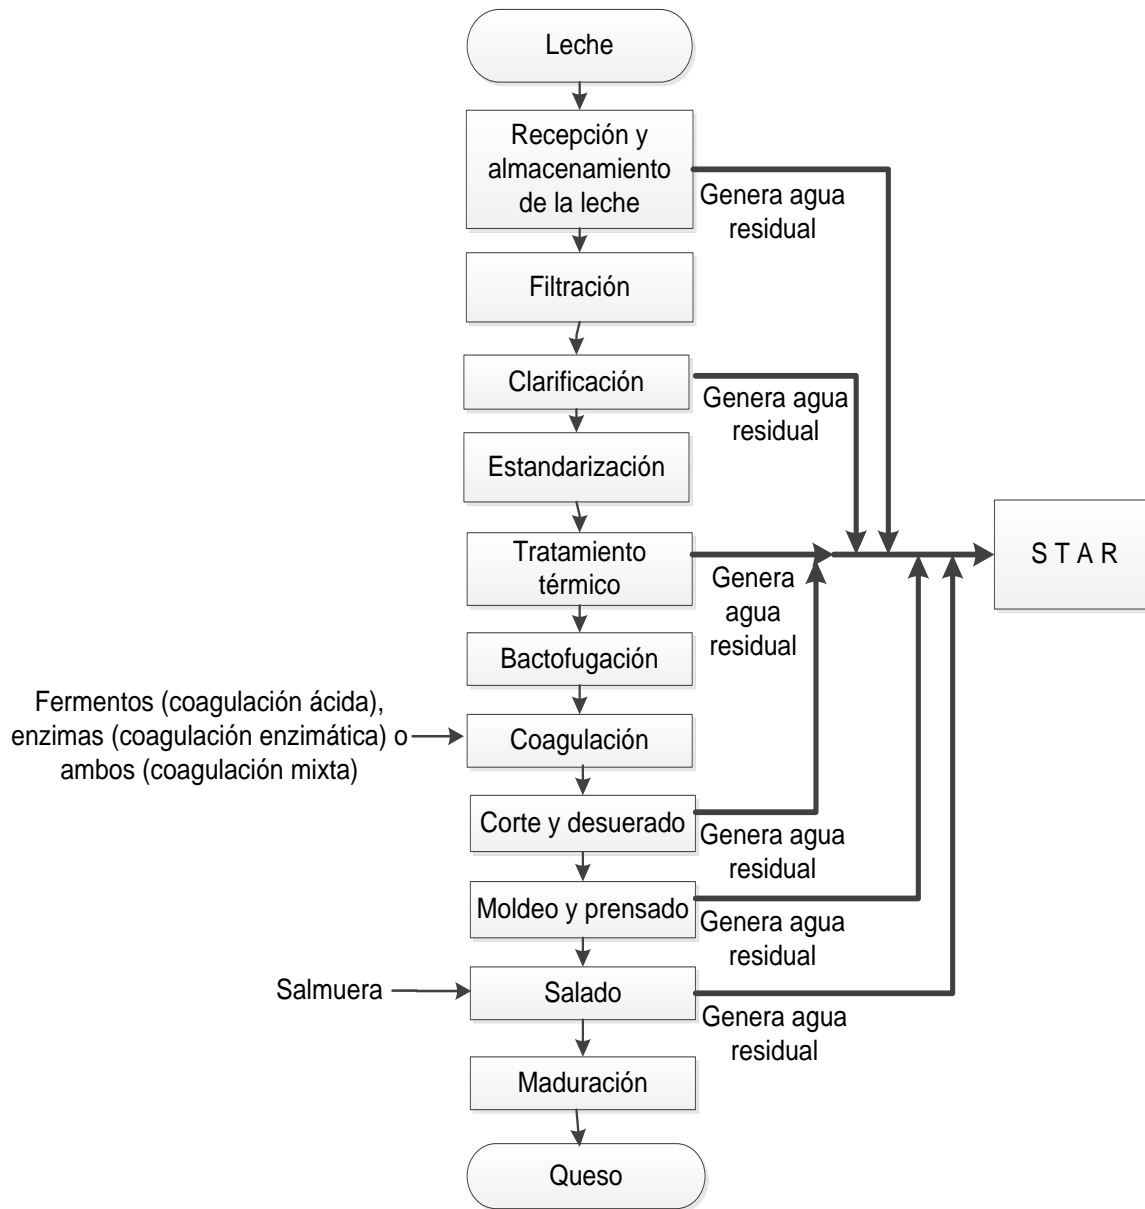 Leche
Recepción y
almacenamiento
de la leche
Genera agua
residual
Filtración
Clarificación
Genera agua
residual
Estandarización
Tratamiento
térmico
Genera
agua
residual
S T A R
Bactofugación
Fermentos (coagulación ácida),
enzimas (coagulación enzimática) o
ambos (coagulación mixta)
Coagulación
Corte y desuerado
Genera agua
residual
Moldeo y prensado
Genera agua
residual
Salmuera
Salado
Genera agua
residual
Maduración
Queso